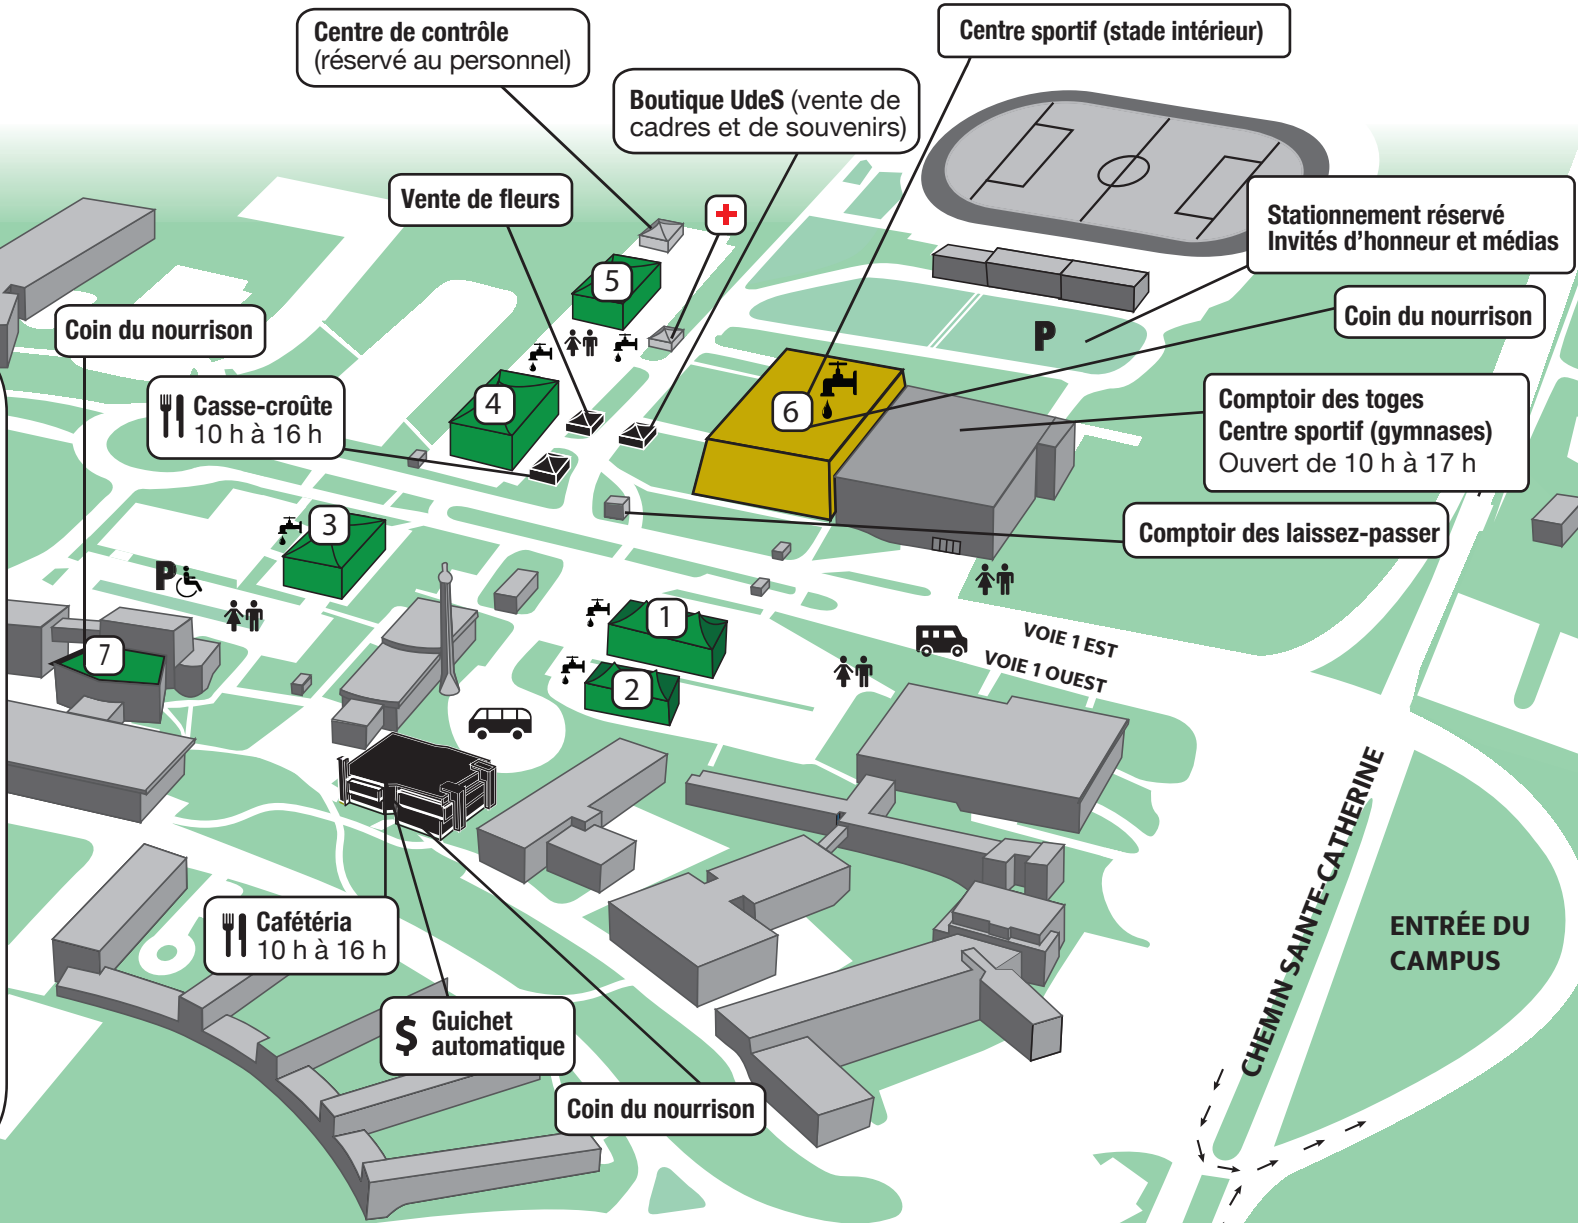 Centre de contrôle
(réservé au personnel)
Centre sportif (stade intérieur)
Boutique UdeS (vente de
cadres et de souvenirs)
Vente de fleurs
Stationnement réservé
Invités d'honneur et médias
5
Coin du nourrison
Coin du nourrison
P
Casse-croûte
10 h à 16 h
4
6
Comptoir des toges
Centre sportif (gymnases)
Ouvert de 10 h à 17 h
3
Comptoir des laissez-passer
P
1
VOIE 1 EST
7
VOIE 1 OUEST
2
CHEMIN SAINTE-CATHERINE
Cafétéria
10 h à 16 h
ENTRÉE DU
CAMPUS
$ Guichet
automatique
Coin du nourrison